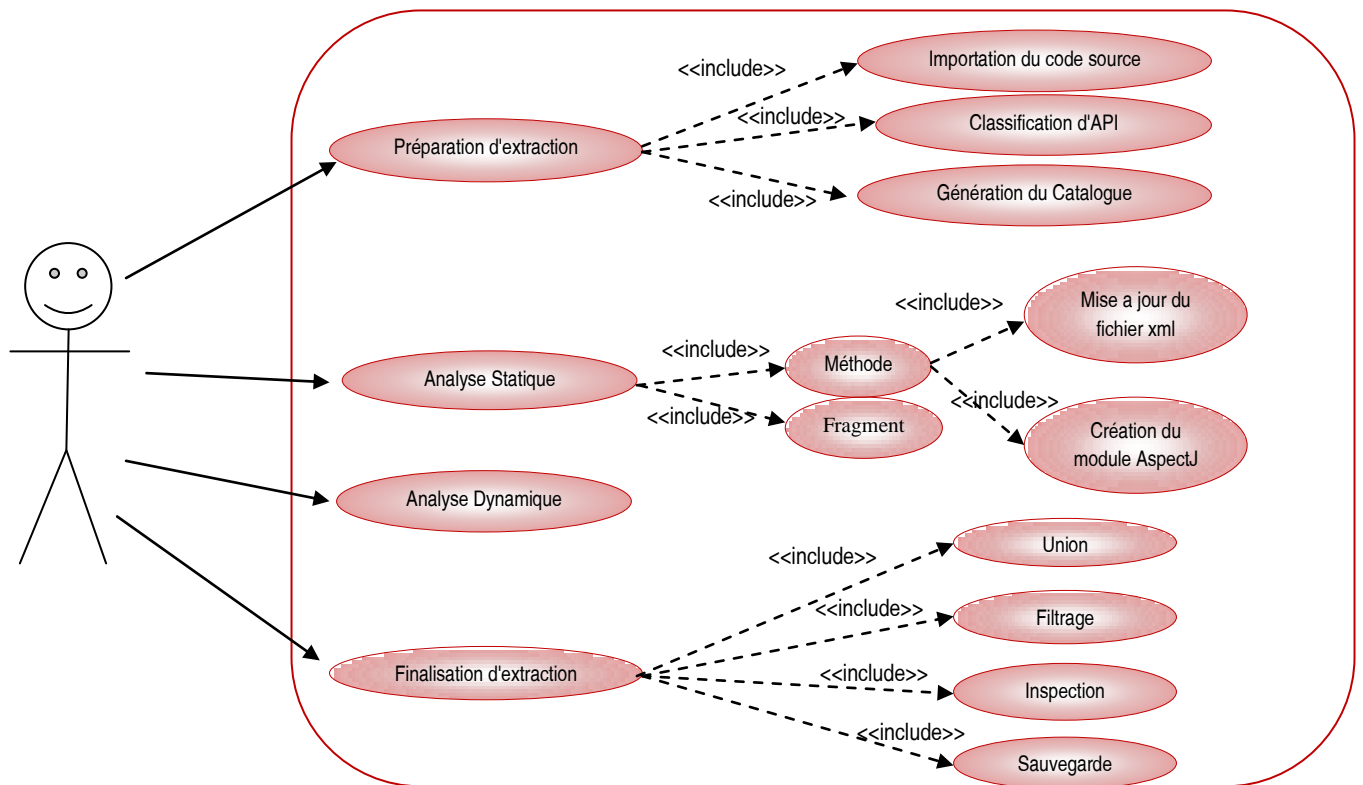 <<include>>
Importation du code source
<<include>>
Classification d'API
Préparation d'extraction
<<include>>
Génération du Catalogue
<<include>>
Mise a jour du
fichier xml
<<include>>
Méthode
Analyse Statique
<<include>>
<<include>>
Fragment
Création du
module AspectJ
Analyse Dynamique
<<include>>
Union
<<include>>
Filtrage
Finalisation d'extraction
<<include>>
Inspection
<<include>>
Sauvegarde